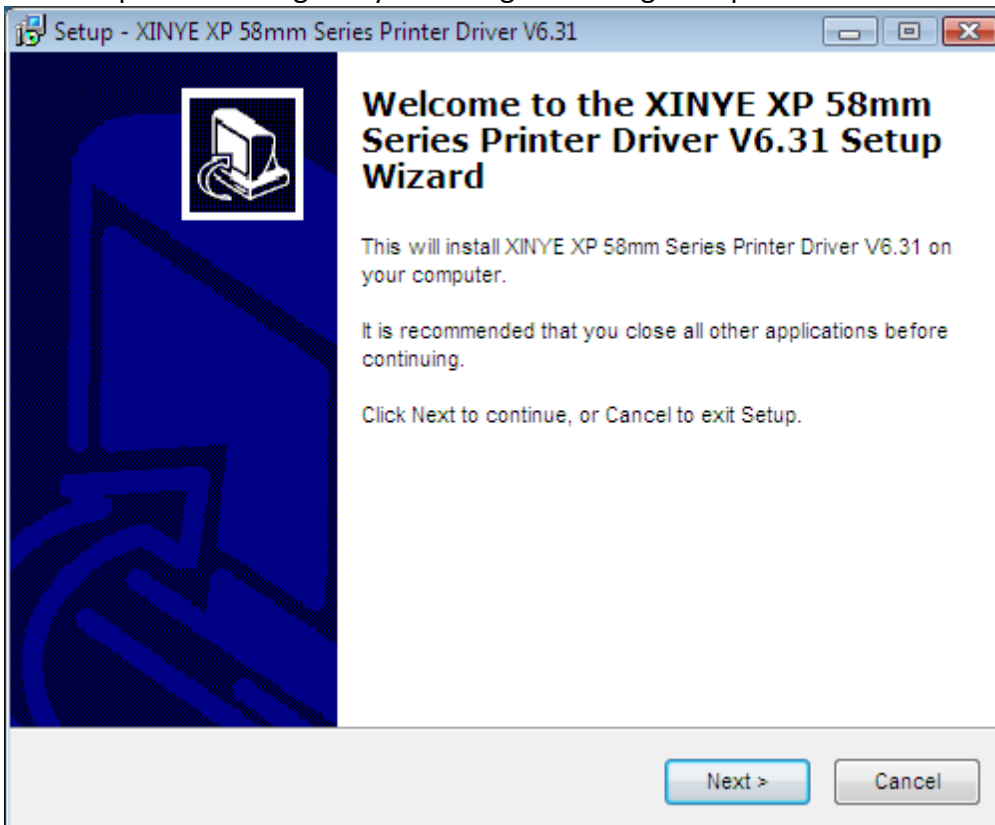 Setup - XINYE XP 58mm Series Printer Driver V6.31
Welcome to the XINYE XP 58mm
Series Printer Driver V6.31 Setup
Wizard
This will install XINYE XP 58mm Series Printer Driver V6.31 on
your computer.
It is recommended that you close all other applications before
continuing.
Click Next to continue, or Cancel to exit Setup.
Next >
Cancel